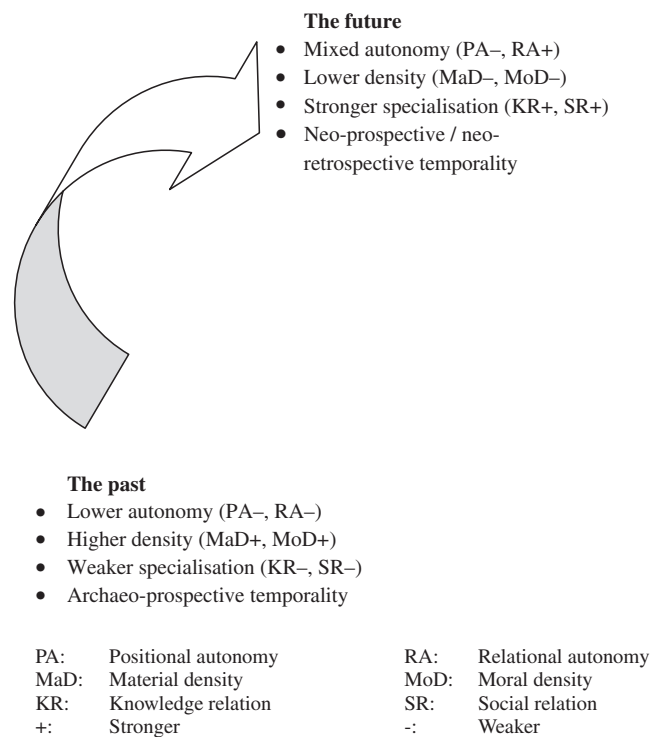 The future
• Mixed autonomy (PA–, RA+)
• Lower density (MaD–, MoD–)
• Stronger specialisation (KR+, SR+)
• Neo-prospective / neo-
retrospective temporality
The past
• Lower autonomy (PA–, RA–)
• Higher density (MaD+, MoD+)
• Weaker specialisation (KR–, SR–)
• Archaeo-prospective temporality
PA: Positional autonomy RA: Relational autonomy
MaD: Material density MoD: Moral density
KR: Knowledge relation SR: Social relation
+: Stronger -: Weaker